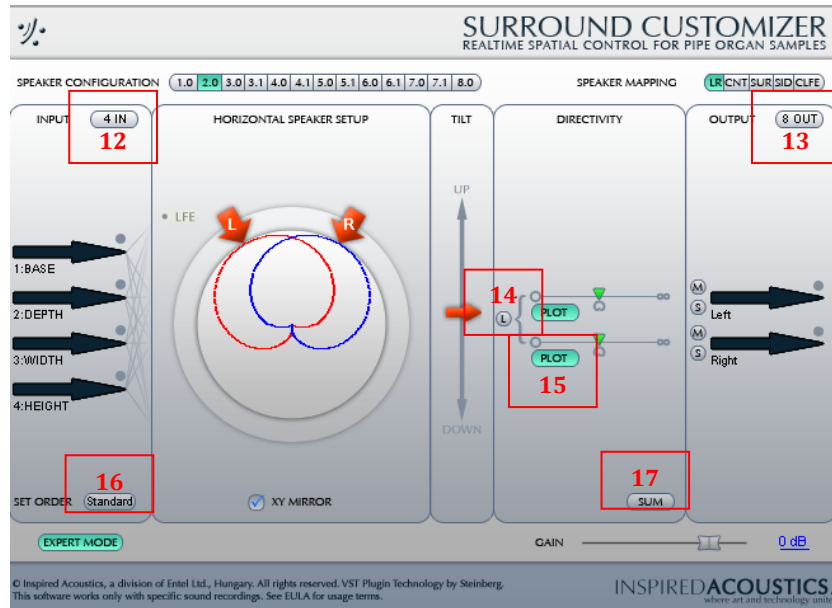 SURROUND CUSTOMIZER
REALTIME SPATIAL CONTROL FOR PIPE ORGAN SAMPLES
SPEAKER CONFIGURATION 1.0 2.0 3.0 3.1 4.0 4.1 5.0 5.1 6.0 6.1 7.0 7.1 8.0 SPEAKER MAPPING LR CNT SUR SID CLFE
INPUT 4 IN HORIZONTAL SPEAKER SETUP TILT DIRECTIVITY OUTPUT 8 OUT
12 13
UP
LFE L R
1:BASE
14 M
2:DEPTH L PLOT S Left
3:WIDTH M
PLOT S Right
15
4:HEIGHT
DOWN
16 17
SET ORDER Standard XY MIRROR SUM
EXPERT MODE GAIN 0 dB
© Inspired Acoustics, a division of Entel Ltd., Hungary. All rights reserved. VST Plugin Technology by Steinberg.
This software works only with specific sound recordings. See EULA for usage terms.
INSPIREDACOUSTICS
where art and technology unite